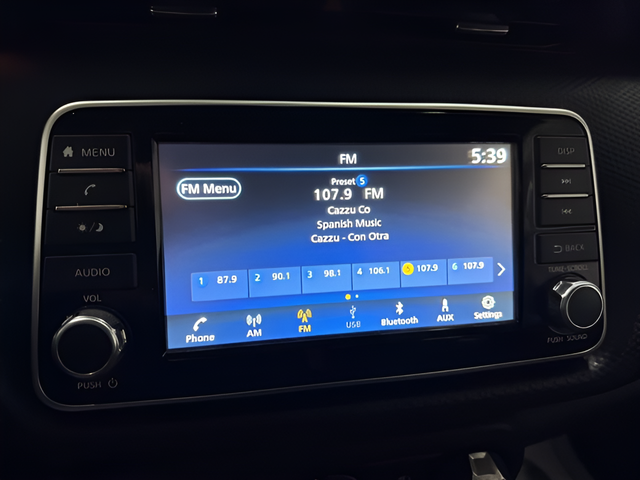 MENU
AUDIO
VOL
PUSH
FM
5:39
FM Menu
Preset 5
107.9 FM
Cazzu Co
Spanish Music
Cazzu - Con Otra
1 87.9
2 90.1
3 98.1
4 106.1
5 107.9
6 107.9
Phone
AM
FM
USB
Bluetooth
AUX
Settings
DISP
BACK
TUNE·SCROLL
PUSH SOUND